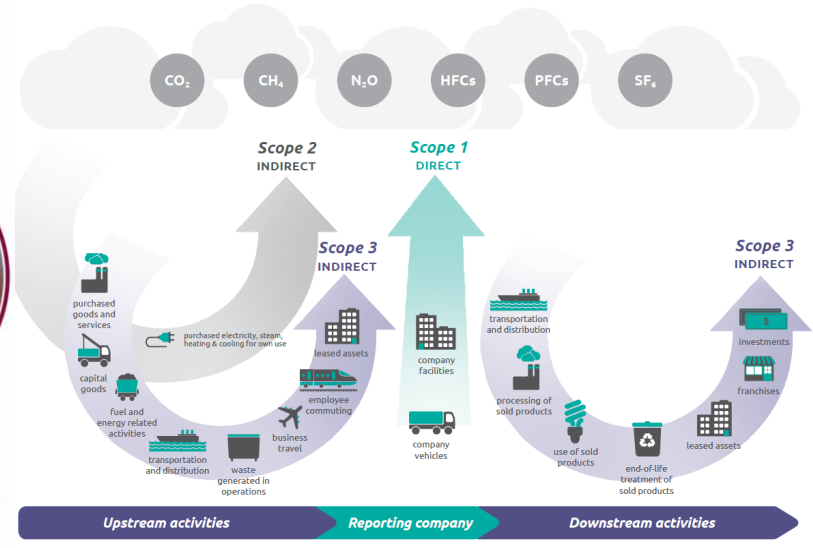 CO₂
CH₄
N₂O
HFCs
PFCs
SF₆
Scope 2
INDIRECT
Scope 1
DIRECT
Scope 3
INDIRECT
Scope 3
INDIRECT
purchased
goods and
services
capital
goods
fuel and
energy related
activities
transportation
and distribution
waste
generated in
operations
business
travel
employee
commuting
leased assets
purchased electricity, steam,
heating & cooling for own use
company
facilities
company
vehicles
transportation
and distribution
processing of
sold products
use of sold
products
end-of-life
treatment of
sold products
leased assets
franchises
$
investments
Upstream activities
Reporting company
Downstream activities